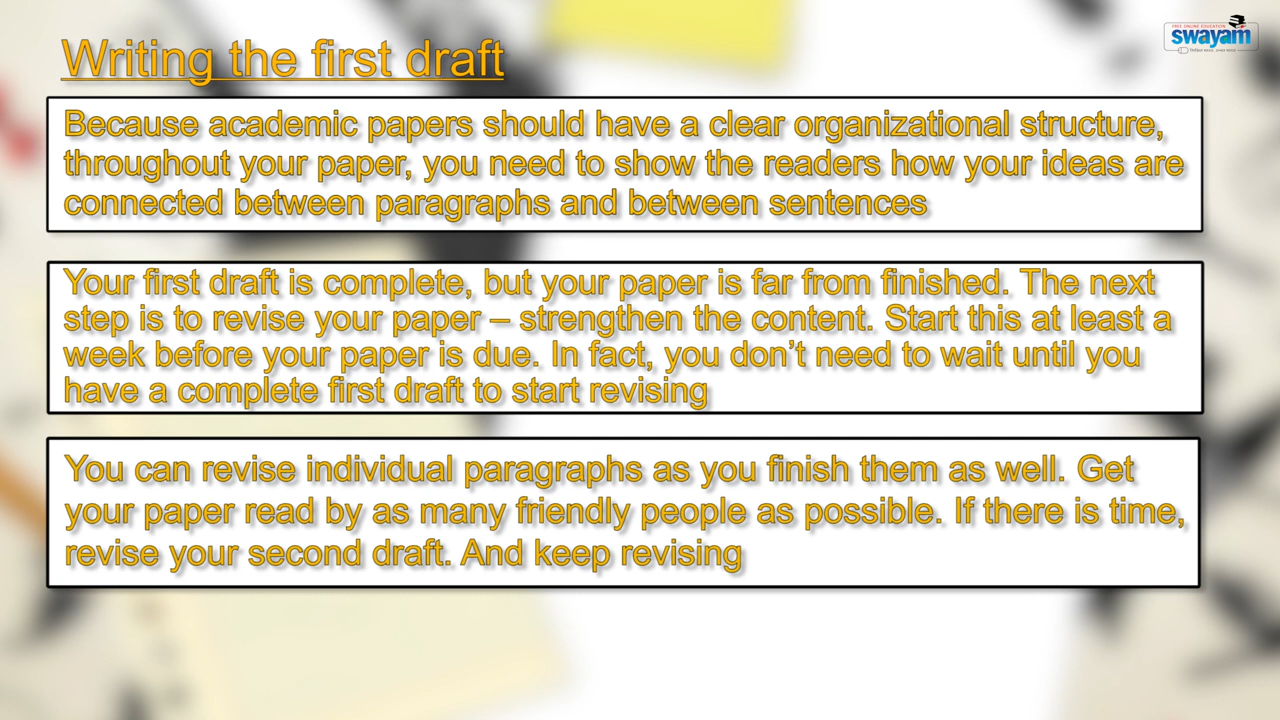 Writing the first draft
FREE ONLINE EDUCATION
swayam
Because academic papers should have a clear organizational structure,
throughout your paper, you need to show the readers how your ideas are
connected between paragraphs and between sentences
Your first draft is complete, but your paper is far from finished. The next
step is to revise your paper – strengthen the content. Start this at least a
week before your paper is due. In fact, you don’t need to wait until you
have a complete first draft to start revising
You can revise individual paragraphs as you finish them as well. Get
your paper read by as many friendly people as possible. If there is time,
revise your second draft. And keep revising